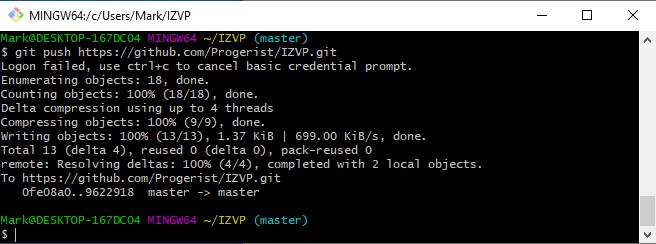 MINGW64:/c/Users/Mark/IZVP
Mark@DESKTOP-167DC04 MINGW64 ~/IZVP (master)
$ git push https://github.com/Progerist/IZVP.git
Logon failed, use ctrl+c to cancel basic credential prompt.
Enumerating objects: 18, done.
Counting objects: 100% (18/18), done.
Delta compression using up to 4 threads
Compressing objects: 100% (9/9), done.
Writing objects: 100% (13/13), 1.37 KiB | 699.00 KiB/s, done.
Total 13 (delta 4), reused 0 (delta 0), pack-reused 0
remote: Resolving deltas: 100% (4/4), completed with 2 local objects.
To https://github.com/Progerist/IZVP.git
   0fe08a0..9622918  master -> master
Mark@DESKTOP-167DC04 MINGW64 ~/IZVP (master)
$